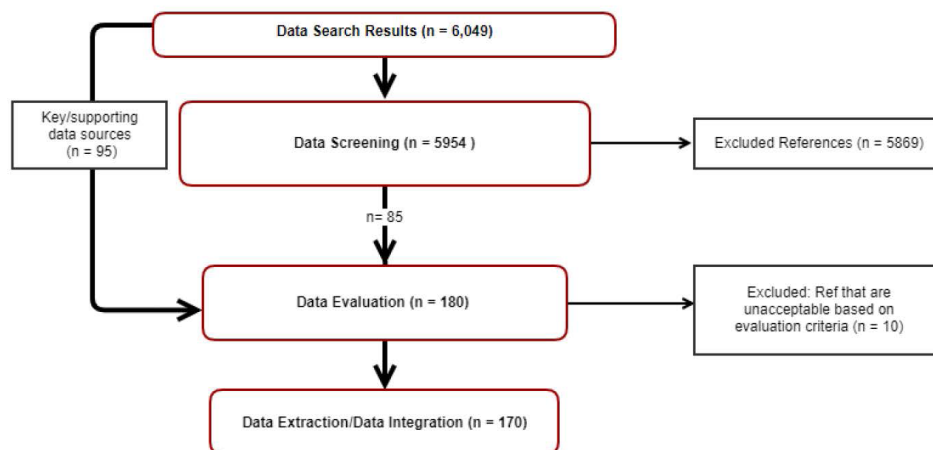 Data Search Results (n = 6,049)
Key/supporting
data sources
(n = 95)
Data Screening (n = 5954 )
Excluded References (n = 5869)
n= 85
Data Evaluation (n = 180)
Excluded: Ref that are
unacceptable based on
evaluation criteria (n = 10)
Data Extraction/Data Integration (n = 170)